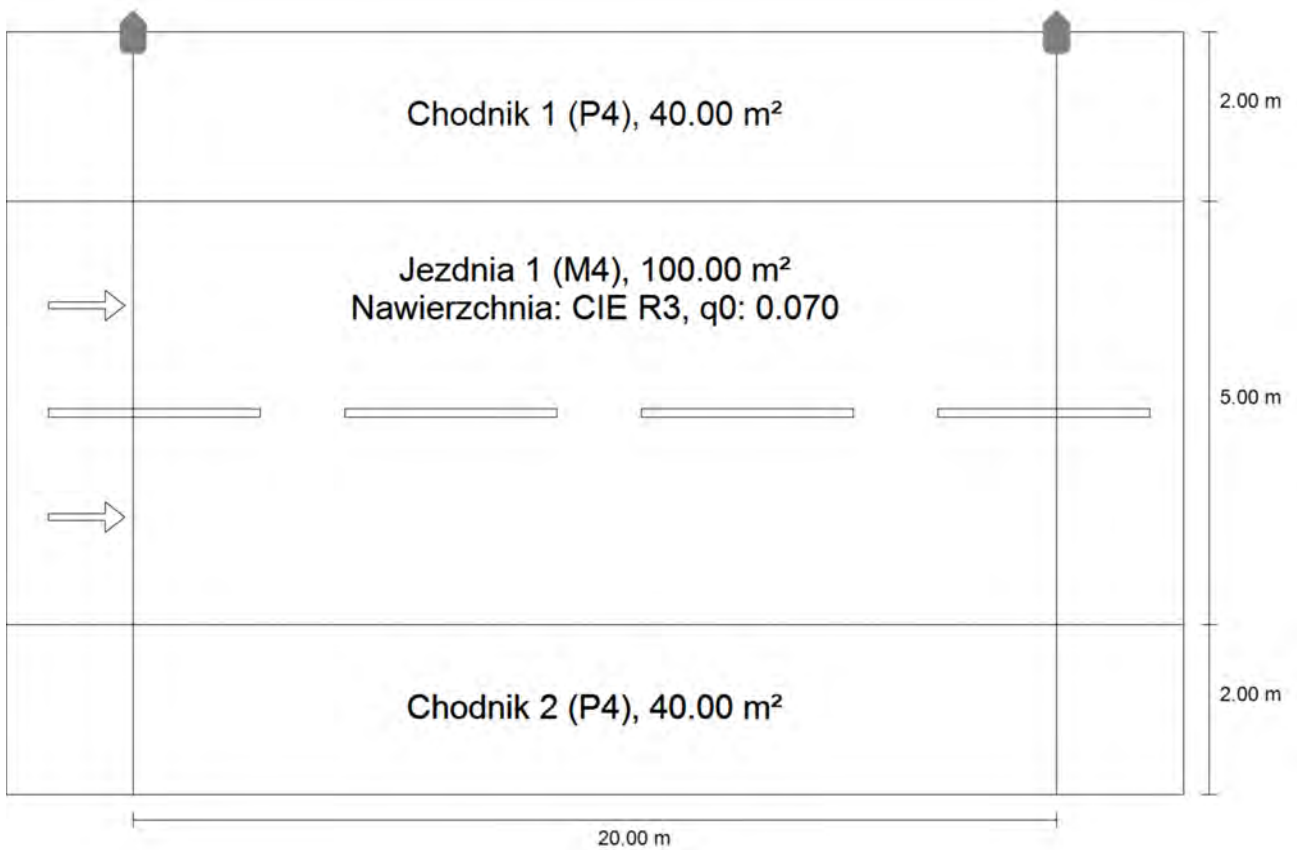 Chodnik 1 (P4), 40.00 m²
2.00 m
Jezdnia 1 (M4), 100.00 m²
Nawierzchnia: CIE R3, q0: 0.070
5.00 m
Chodnik 2 (P4), 40.00 m²
2.00 m
20.00 m